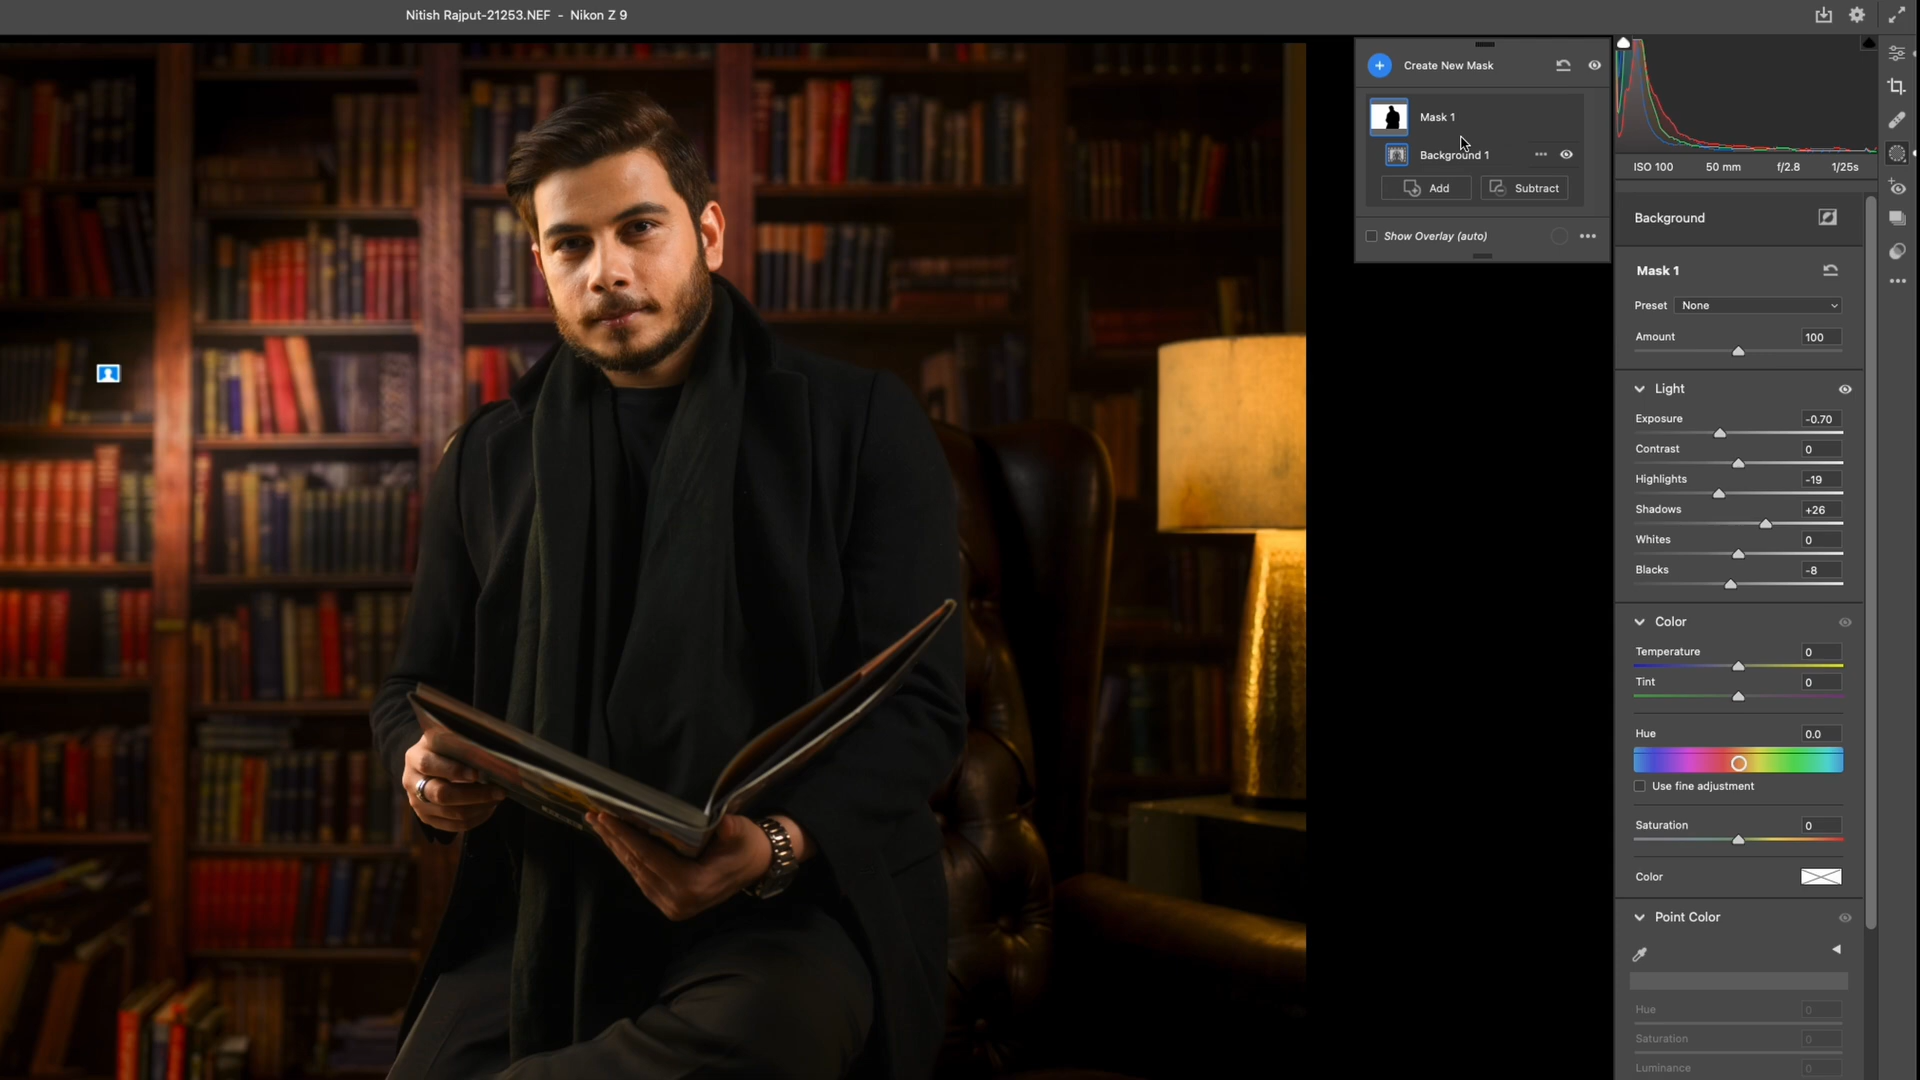 Nitish Rajput-21253.NEF - Nikon Z 9
Create New Mask
Mask 1
Background 1
Add Subtract
Show Overlay (auto)
ISO 100 50 mm f/2.8 1/25s
Background
Mask 1
Preset None
Amount 100
Light
Exposure -0.70
Contrast 0
Highlights -19
Shadows +26
Whites 0
Blacks -8
Color
Temperature 0
Tint 0
Hue 0.0
Use fine adjustment
Saturation 0
Color
Point Color
Hue 0
Saturation 0
Luminance 0